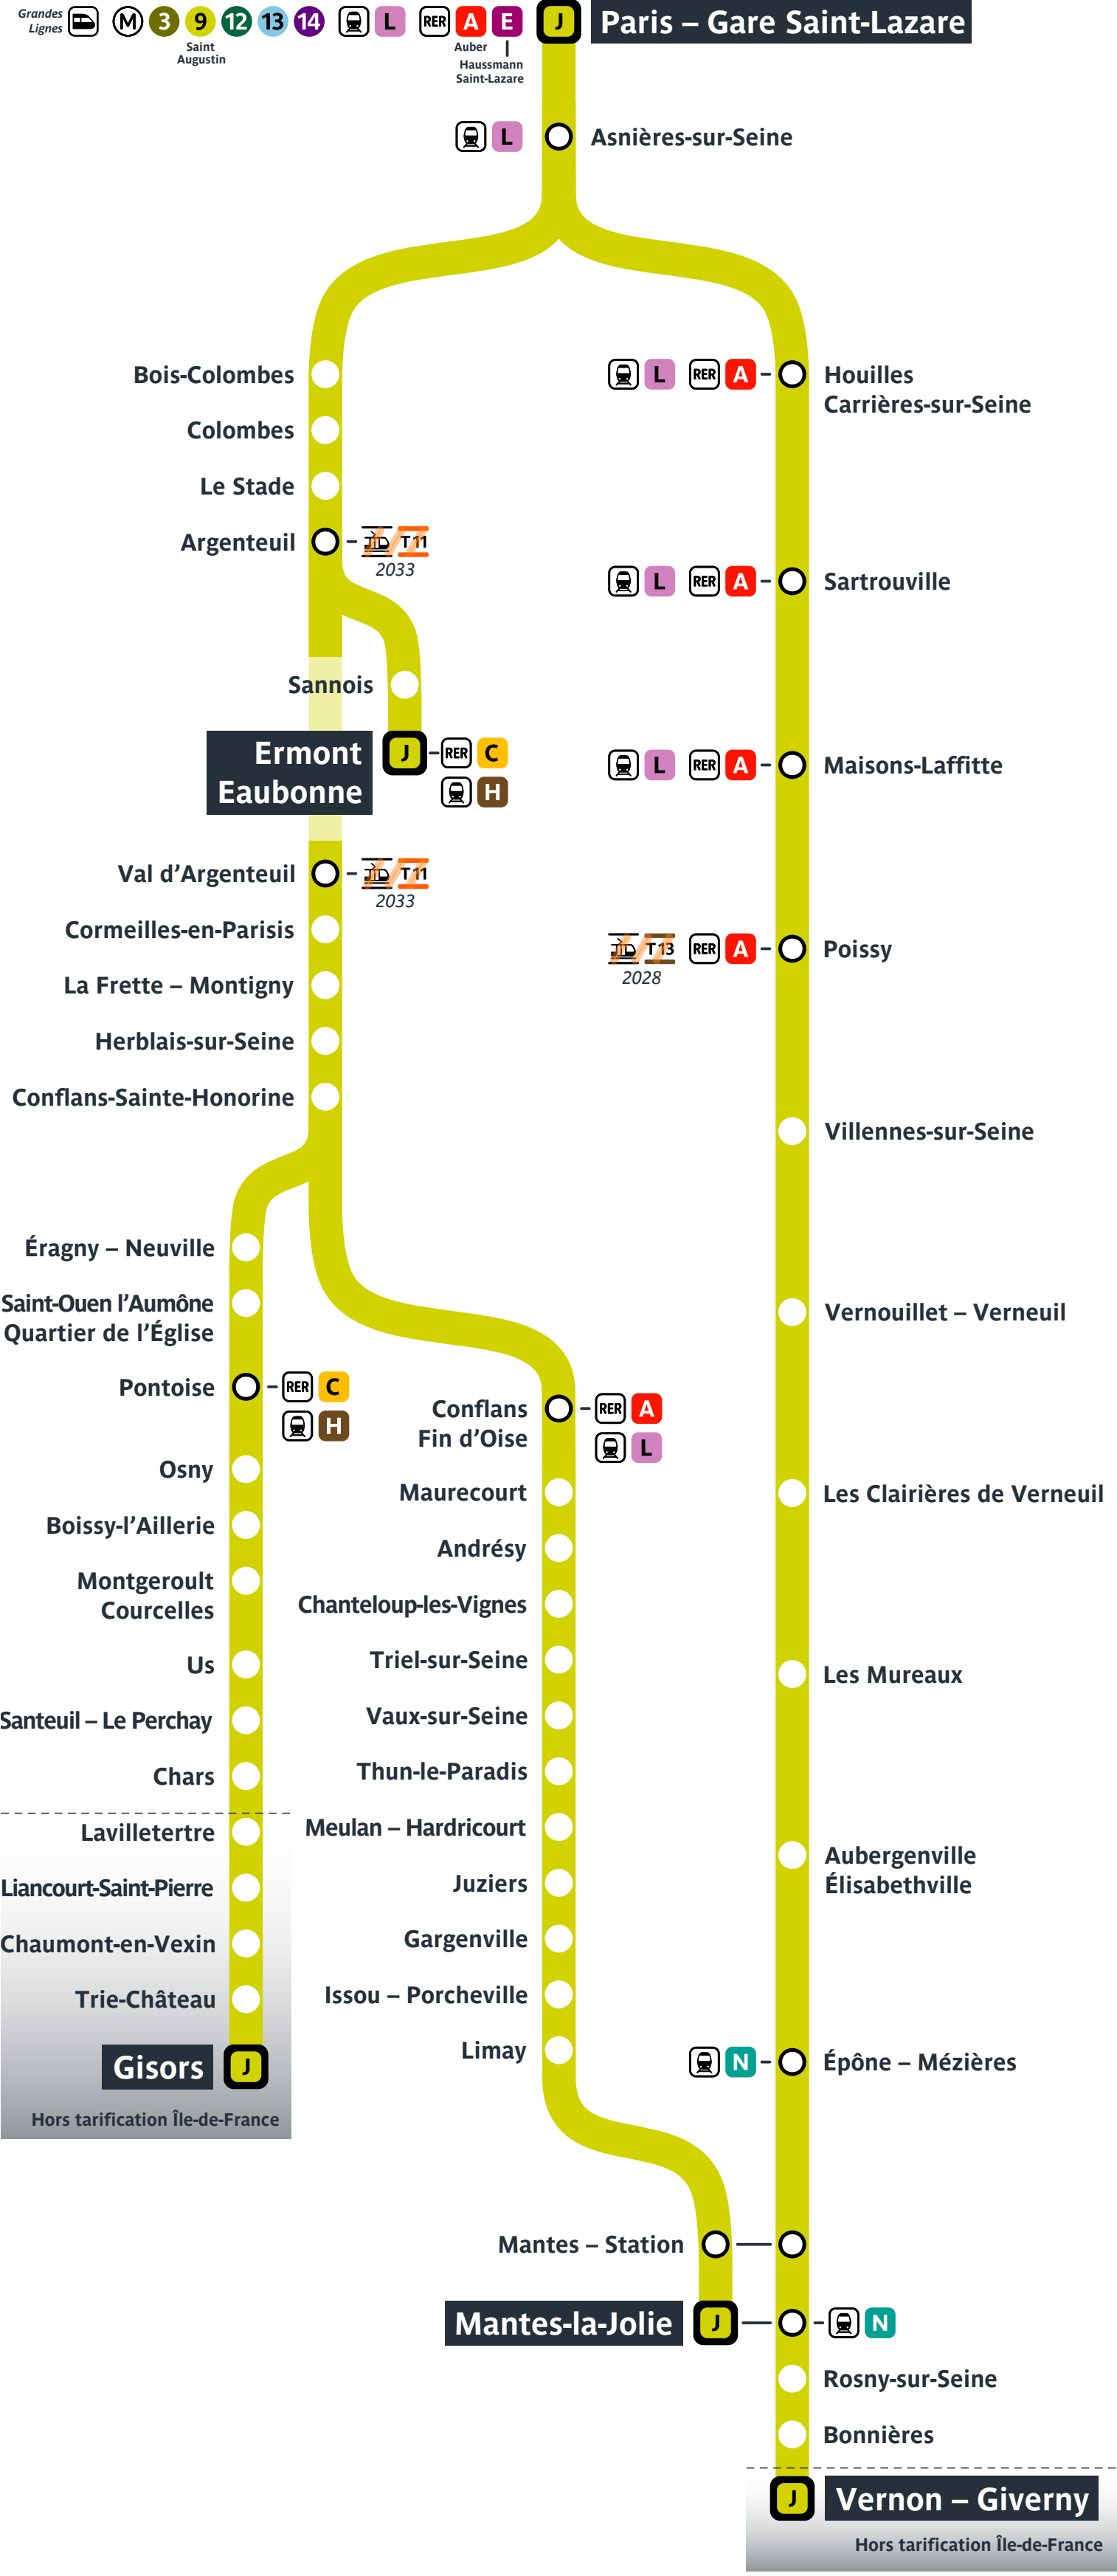 Grandes
Lignes
M 3 9 12 13 14 L RER A E J Paris – Gare Saint-Lazare
Saint
Augustin
Auber
Haussmann
Saint-Lazare
L Asnières-sur-Seine
Bois-Colombes
Colombes
Le Stade
Argenteuil T11
2033
Sannois
Ermont
Eaubonne
J RER C
H
Val d’Argenteuil T11
2033
Cormeilles-en-Parisis
La Frette – Montigny
Herblais-sur-Seine
Conflans-Sainte-Honorine
Éragny – Neuville
Saint-Ouen l’Aumône
Quartier de l’Église
Pontoise RER C
H
Osny
Boissy-l’Aillerie
Montgeroult
Courcelles
Us
Santeuil – Le Perchay
Chars
Lavilletertre
Liancourt-Saint-Pierre
Chaumont-en-Vexin
Trie-Château
Gisors J
Hors tarification Île-de-France
Conflans
Fin d’Oise
RER A
L
Maurecourt
Andrésy
Chanteloup-les-Vignes
Triel-sur-Seine
Vaux-sur-Seine
Thun-le-Paradis
Meulan – Hardricourt
Juziers
Gargenville
Issou – Porcheville
Limay
Mantes – Station
Mantes-la-Jolie J N
L RER A Houilles
Carrières-sur-Seine
L RER A Sartrouville
L RER A Maisons-Laffitte
T13 RER A Poissy
2028
Villennes-sur-Seine
Vernouillet – Verneuil
Les Clairières de Verneuil
Les Mureaux
Aubergenville
Élisabethville
N Épône – Mézières
Rosny-sur-Seine
Bonnières
J Vernon – Giverny
Hors tarification Île-de-France